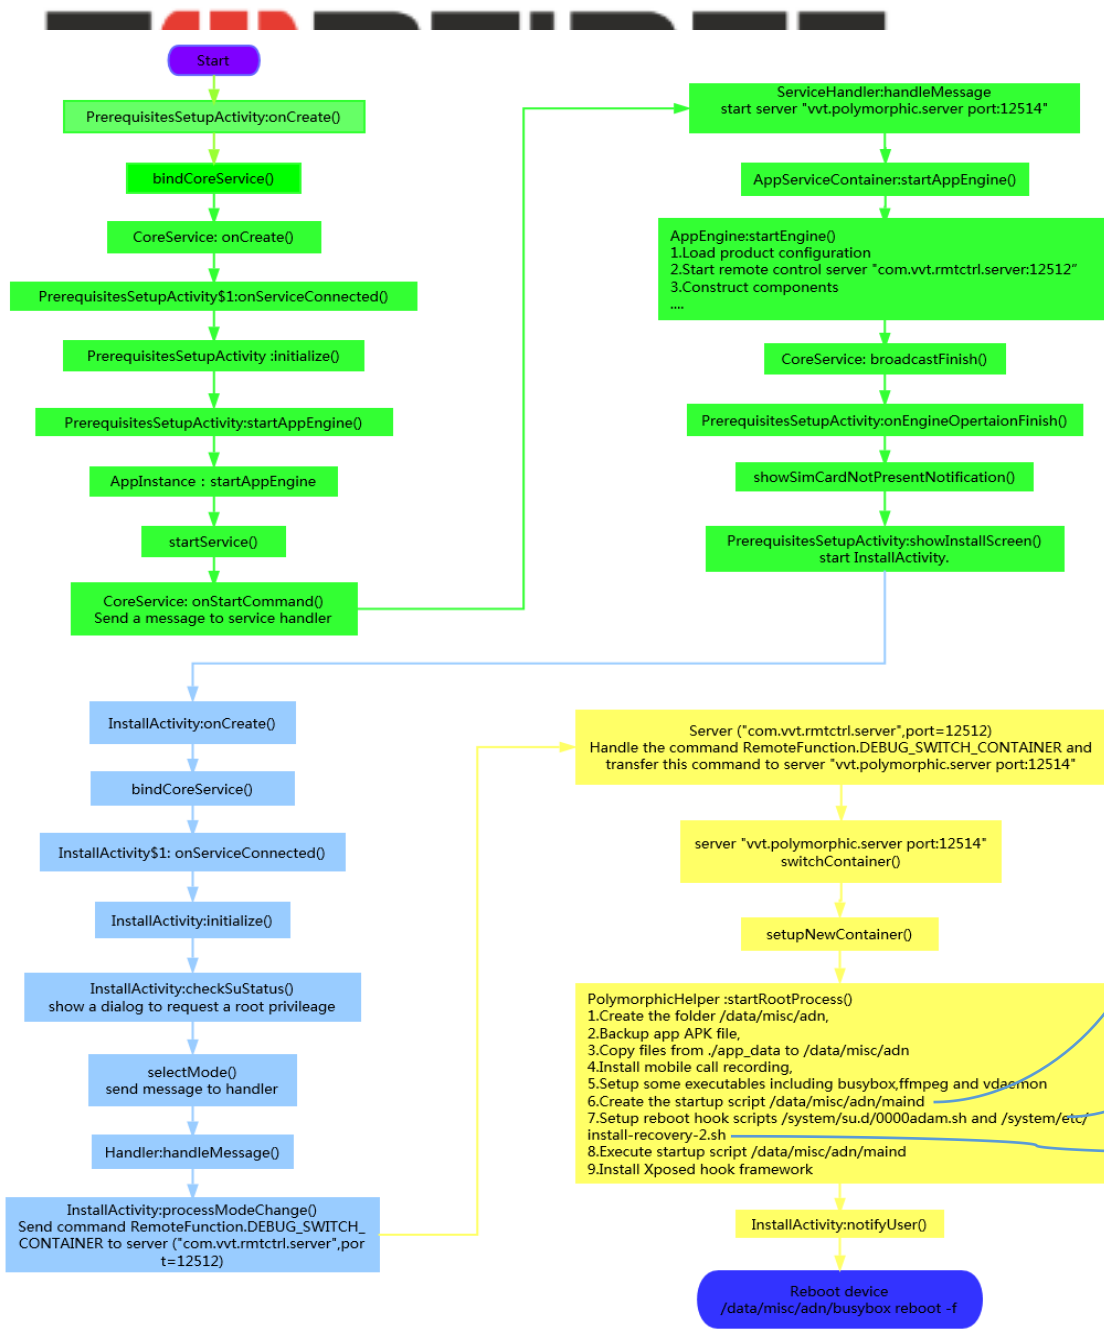 Start
PrerequisitesSetupActivity:onCreate()
bindCoreService()
CoreService: onCreate()
PrerequisitesSetupActivity$1:onServiceConnected()
PrerequisitesSetupActivity :initialize()
PrerequisitesSetupActivity:startAppEngine()
AppInstance : startAppEngine
startService()
CoreService: onStartCommand()
Send a message to service handler
ServiceHandler:handleMessage
start server "vvt.polymorphic.server port:12514"
AppServiceContainer:startAppEngine()
AppEngine:startEngine()
1.Load product configuration
2.Start remote control server "com.vvt.rmtctrl.server:12512”
3.Construct components
....
CoreService: broadcastFinish()
PrerequisitesSetupActivity:onEngineOpertaionFinish()
showSimCardNotPresentNotification()
PrerequisitesSetupActivity:showInstallScreen()
start InstallActivity.
InstallActivity:onCreate()
bindCoreService()
InstallActivity$1: onServiceConnected()
InstallActivity:initialize()
InstallActivity:checkSuStatus()
show a dialog to request a root privileage
selectMode()
send message to handler
Handler:handleMessage()
InstallActivity:processModeChange()
Send command RemoteFunction.DEBUG_SWITCH_
CONTAINER to server ("com.vvt.rmtctrl.server",por
t=12512)
Server ("com.vvt.rmtctrl.server",port=12512)
Handle the command RemoteFunction.DEBUG_SWITCH_CONTAINER and
transfer this command to server "vvt.polymorphic.server port:12514"
server "vvt.polymorphic.server port:12514"
switchContainer()
setupNewContainer()
PolymorphicHelper :startRootProcess()
1.Create the folder /data/misc/adn,
2.Backup app APK file,
3.Copy files from ./app_data to /data/misc/adn
4.Install mobile call recording,
5.Setup some executables including busybox,ffmpeg and vdaemon
6.Create the startup script /data/misc/adn/maind
7.Setup reboot hook scripts /system/su.d/0000adam.sh and /system/etc/
install-recovery-2.sh
8.Execute startup script /data/misc/adn/maind
9.Install Xposed hook framework
InstallActivity:notifyUser()
Reboot device
/data/misc/adn/busybox reboot -f